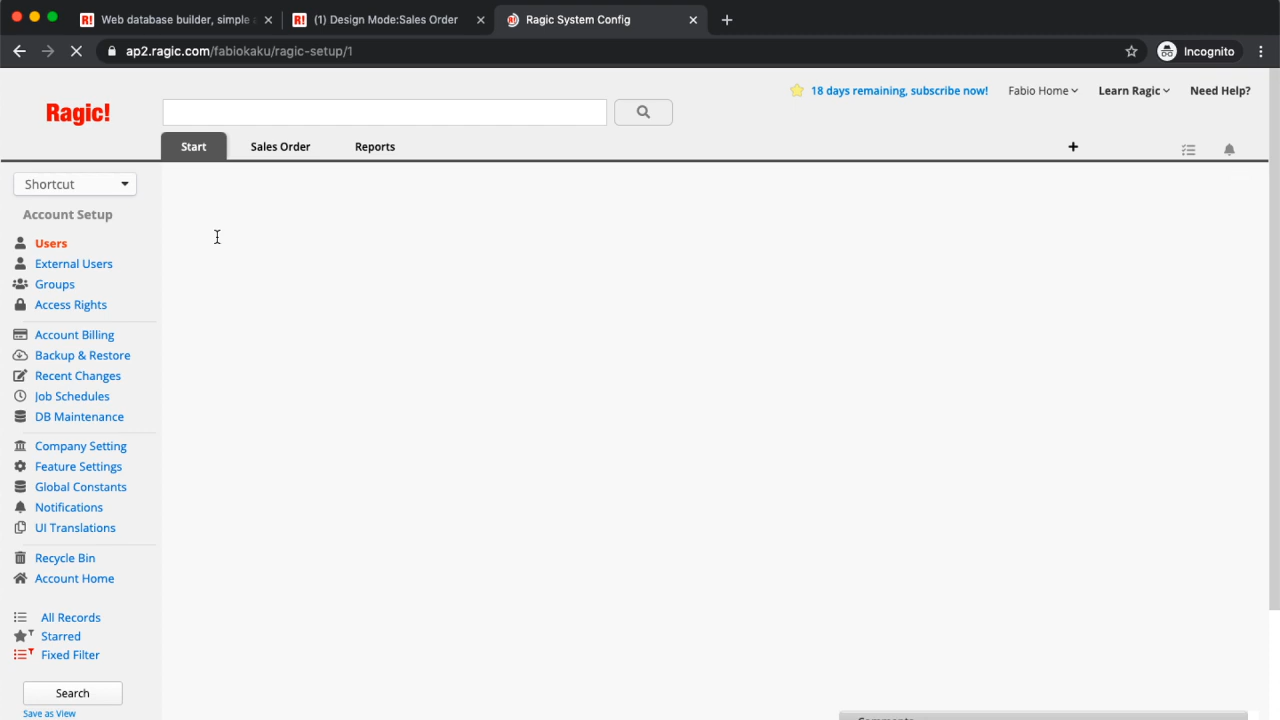 Web database builder, simple a
(1) Design Mode:Sales Order
Ragic System Config
ap2.ragic.com/fabiokaku/ragic-setup/1
Incognito
Ragic!
18 days remaining, subscribe now!
Fabio Home
Learn Ragic
Need Help?
Start
Sales Order
Reports
Shortcut
Account Setup
Users
External Users
Groups
Access Rights
Account Billing
Backup & Restore
Recent Changes
Job Schedules
DB Maintenance
Company Setting
Feature Settings
Global Constants
Notifications
UI Translations
Recycle Bin
Account Home
All Records
Starred
Fixed Filter
Search
Save as View
Comments